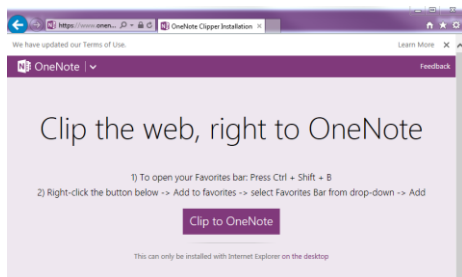 https://www.onen...
OneNote Clipper Installation
We have updated our Terms of Use.
Learn More
OneNote
Feedback
Clip the web, right to OneNote
1) To open your Favorites bar: Press Ctrl + Shift + B
2) Right-click the button below -> Add to favorites -> select Favorites Bar from drop-down -> Add
Clip to OneNote
This can only be installed with Internet Explorer on the desktop